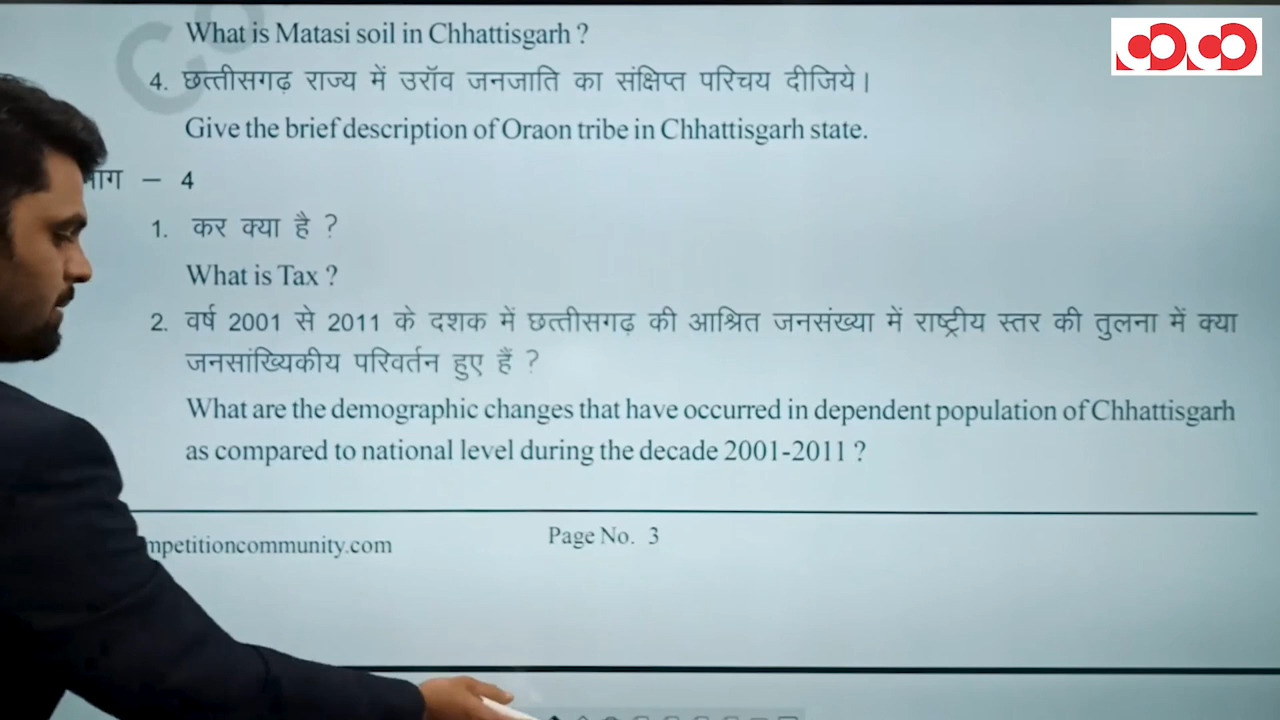 What is Matasi soil in Chhattisgarh ?
4. छत्तीसगढ़ राज्य में उरॉव जनजाति का संक्षिप्त परिचय दीजिये।
Give the brief description of Oraon tribe in Chhattisgarh state.
– 4
1. कर क्या है ?
What is Tax ?
2. वर्ष 2001 से 2011 के दशक में छत्तीसगढ़ की आश्रित जनसंख्या में राष्ट्रीय स्तर की तुलना में क्या
जनसांख्यिकीय परिवर्तन हुए हैं ?
What are the demographic changes that have occurred in dependent population of Chhattisgarh
as compared to national level during the decade 2001-2011 ?
mpetitioncommunity.com
Page No. 3